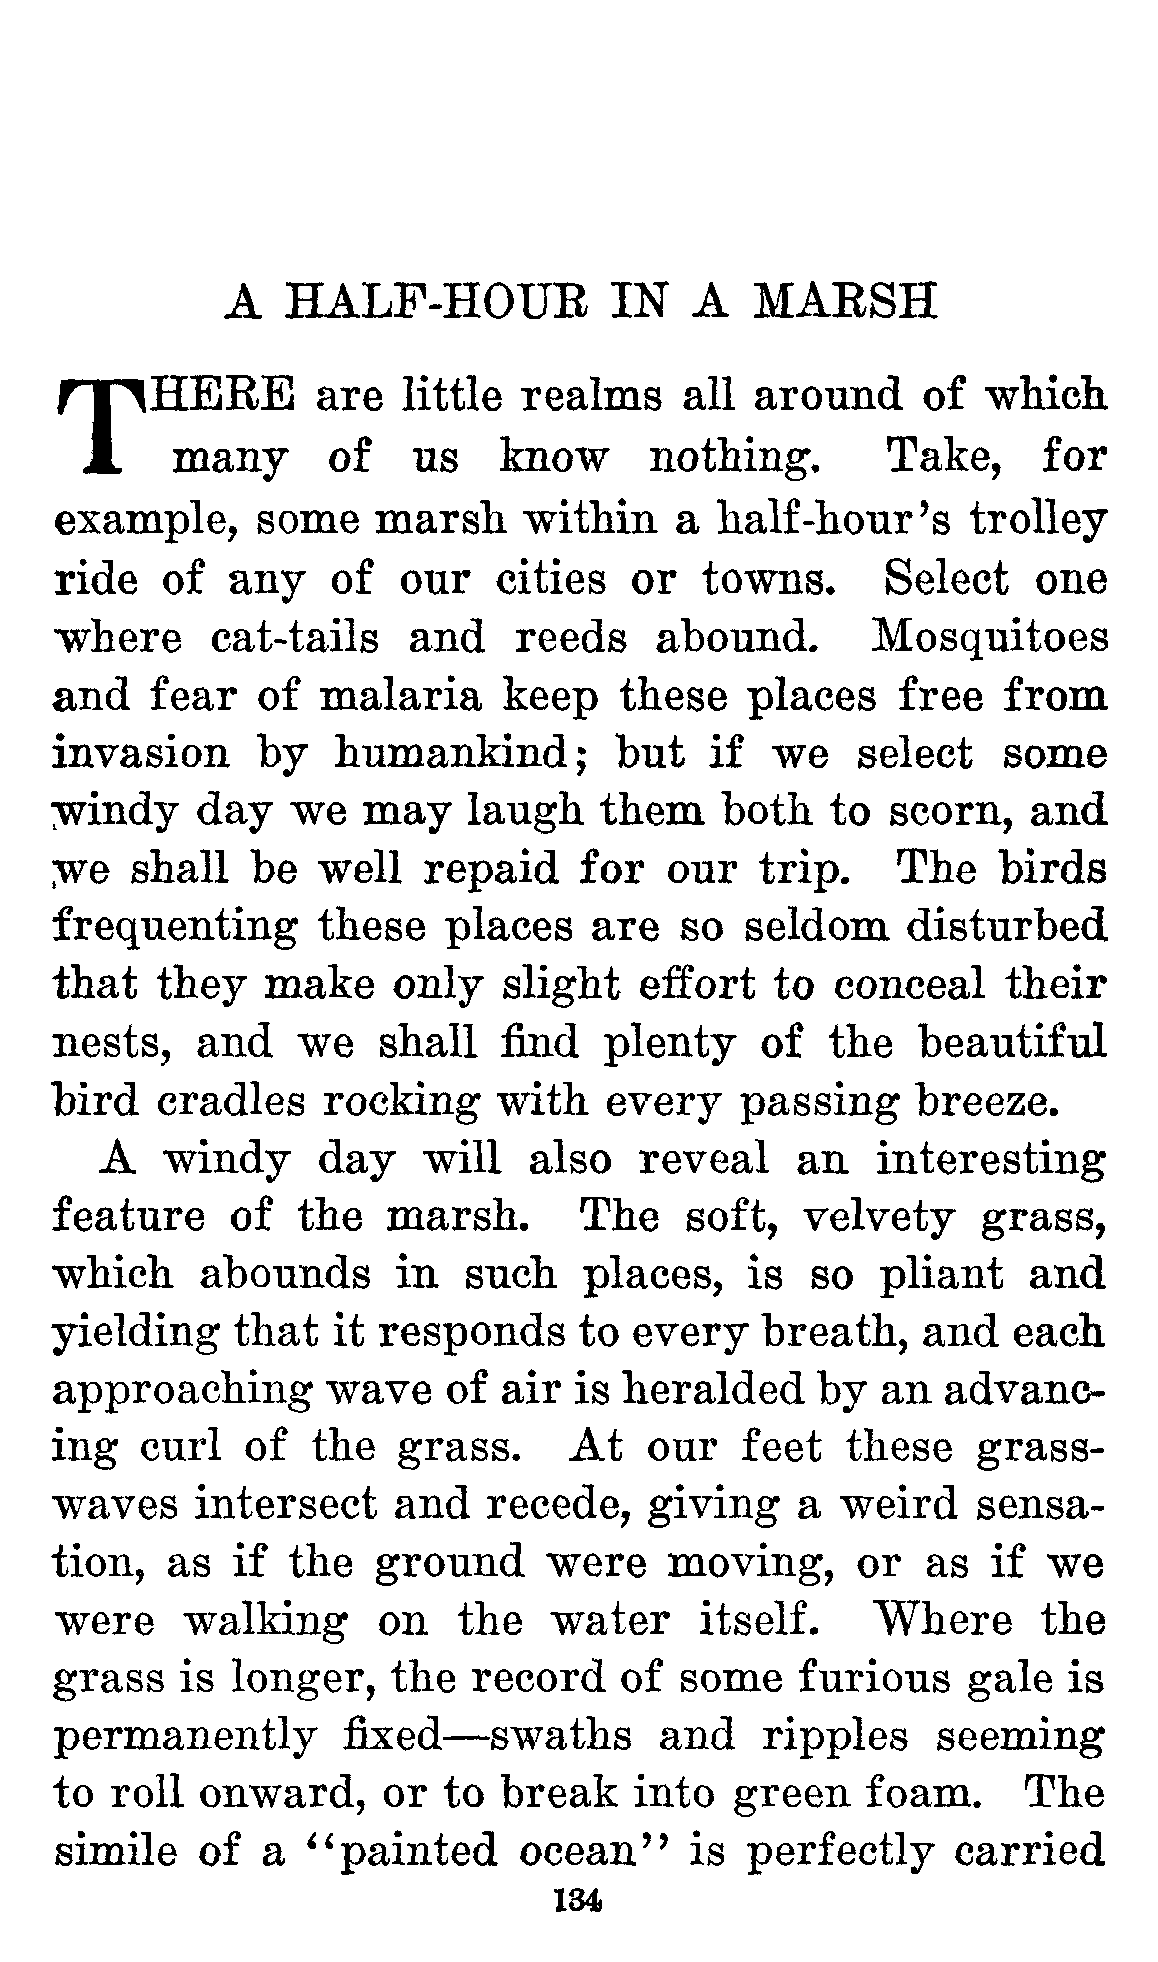 A HALF-HOUR IN A MARSH
THERE are little realms all around of which
many of us know nothing. Take, for
example, some marsh within a half-hour's trolley
ride of any of our cities or towns. Select one
where cat-tails and reeds abound. Mosquitoes
and fear of malaria keep these places free from
invasion by humankind; but if we select some
windy day we may laugh them both to scorn, and
we shall be well repaid for our trip. The birds
frequenting these places are so seldom disturbed
that they make only slight effort to conceal their
nests, and we shall find plenty of the beautiful
bird cradles rocking with every passing breeze.
A windy day will also reveal an interesting
feature of the marsh. The soft, velvety grass,
which abounds in such places, is so pliant and
yielding that it responds to every breath, and each
approaching wave of air is heralded by an advanc-
ing curl of the grass. At our feet these grass-
waves intersect and recede, giving a weird sensa-
tion, as if the ground were moving, or as if we
were walking on the water itself. Where the
grass is longer, the record of some furious gale is
permanently fixed—swaths and ripples seeming
to roll onward, or to break into green foam. The
simile of a "painted ocean" is perfectly carried
134